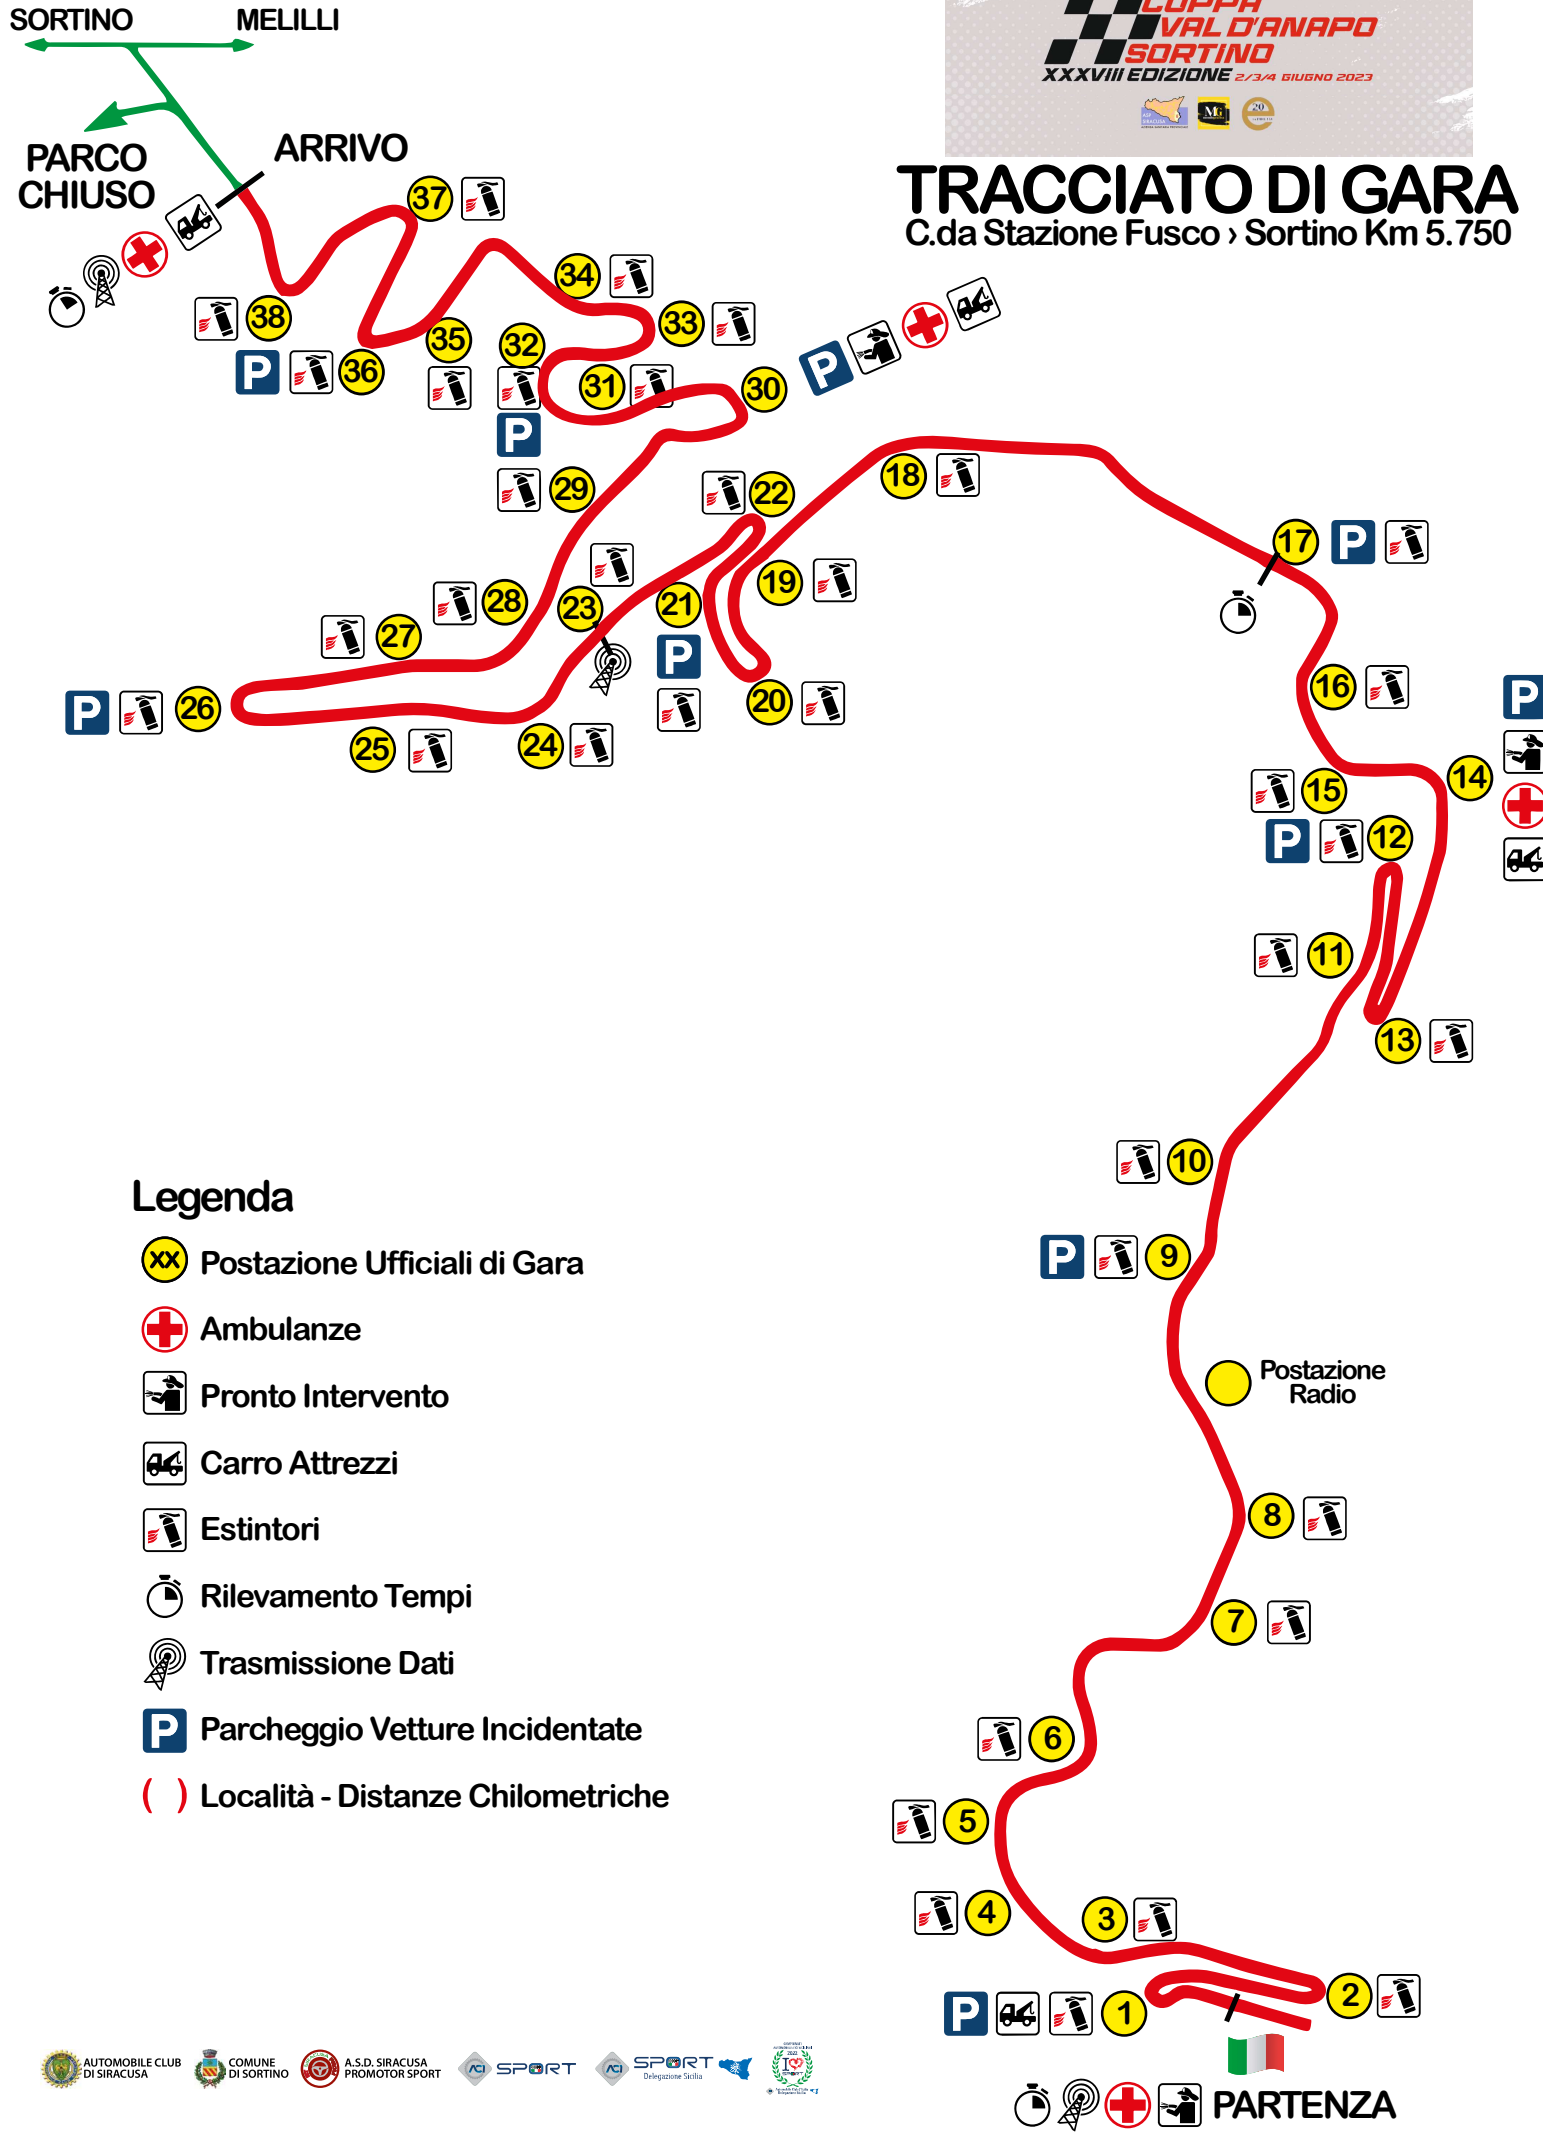 SORTINO
MELILLI
COPPA
VAL D'ANAPO
SORTINO
XXXVIII EDIZIONE 2/3/4 GIUGNO 2023
TRACCIATO DI GARA
C.da Stazione Fusco › Sortino Km 5.750
PARCO
CHIUSO
ARRIVO
37
38
36
35
34
33
32
31
30
P
P
P
29
22
18
17
P
28
23
21
19
27
P
20
16
P
26
25
24
P
14
15
12
P
11
13
10
9
P
Postazione
Radio
8
7
6
5
4
3
2
1
P
PARTENZA
Legenda
XX Postazione Ufficiali di Gara
Ambulanze
Pronto Intervento
Carro Attrezzi
Estintori
Rilevamento Tempi
Trasmissione Dati
P Parcheggio Vetture Incidentate
( ) Località - Distanze Chilometriche
AUTOMOBILE CLUB
DI SIRACUSA
COMUNE
DI SORTINO
A.S.D. SIRACUSA
PROMOTOR SPORT
ACI SPORT
ACI SPORT
Delegazione Sicilia